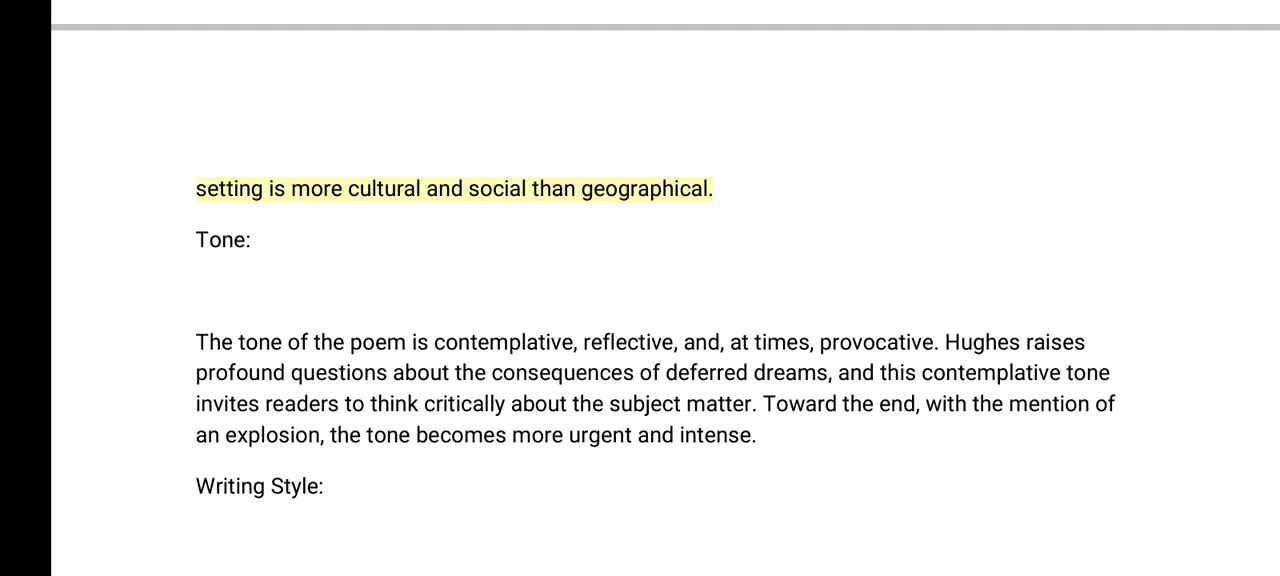 setting is more cultural and social than geographical.
Tone:
The tone of the poem is contemplative, reflective, and, at times, provocative. Hughes raises
profound questions about the consequences of deferred dreams, and this contemplative tone
invites readers to think critically about the subject matter. Toward the end, with the mention of
an explosion, the tone becomes more urgent and intense.
Writing Style: